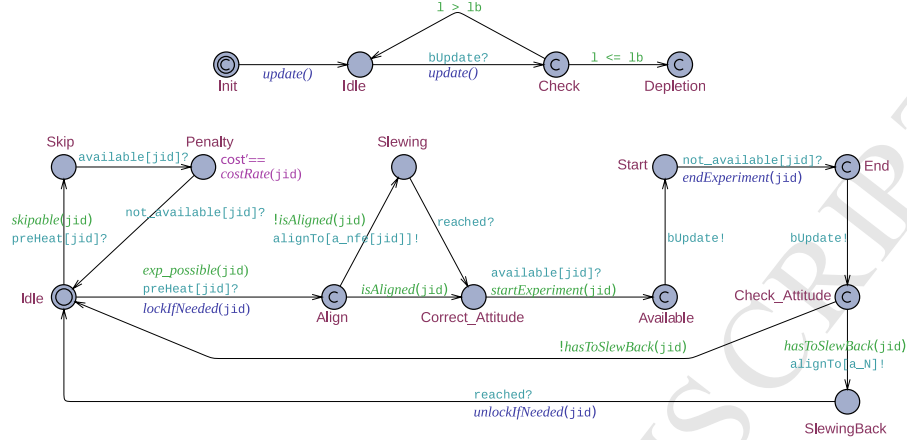 l > lb
bUpdate?
l <= lb
update()
update()
C
C
C
Init
Idle
Check
Depletion
Skip
Penalty
Slewing
Start
End
available[jid]?
cost'==
costRate(jid)
not_available[jid]?
endExperiment(jid)
C
skipable(jid)
preHeat[jid]?
not_available[jid]?
!isAligned(jid)
alignTo[a_nfe[jid]]!
reached?
bUpdate!
bUpdate!
exp_possible(jid)
preHeat[jid]?
lockIfNeeded(jid)
isAligned(jid)
available[jid]?
startExperiment(jid)
Idle
C
C
C
C
Align
Correct_Attitude
Available
Check_Attitude
!hasToSlewBack(jid)
hasToSlewBack(jid)
alignTo[a_N]!
reached?
unlockIfNeeded(jid)
SlewingBack
NUSCRIPT